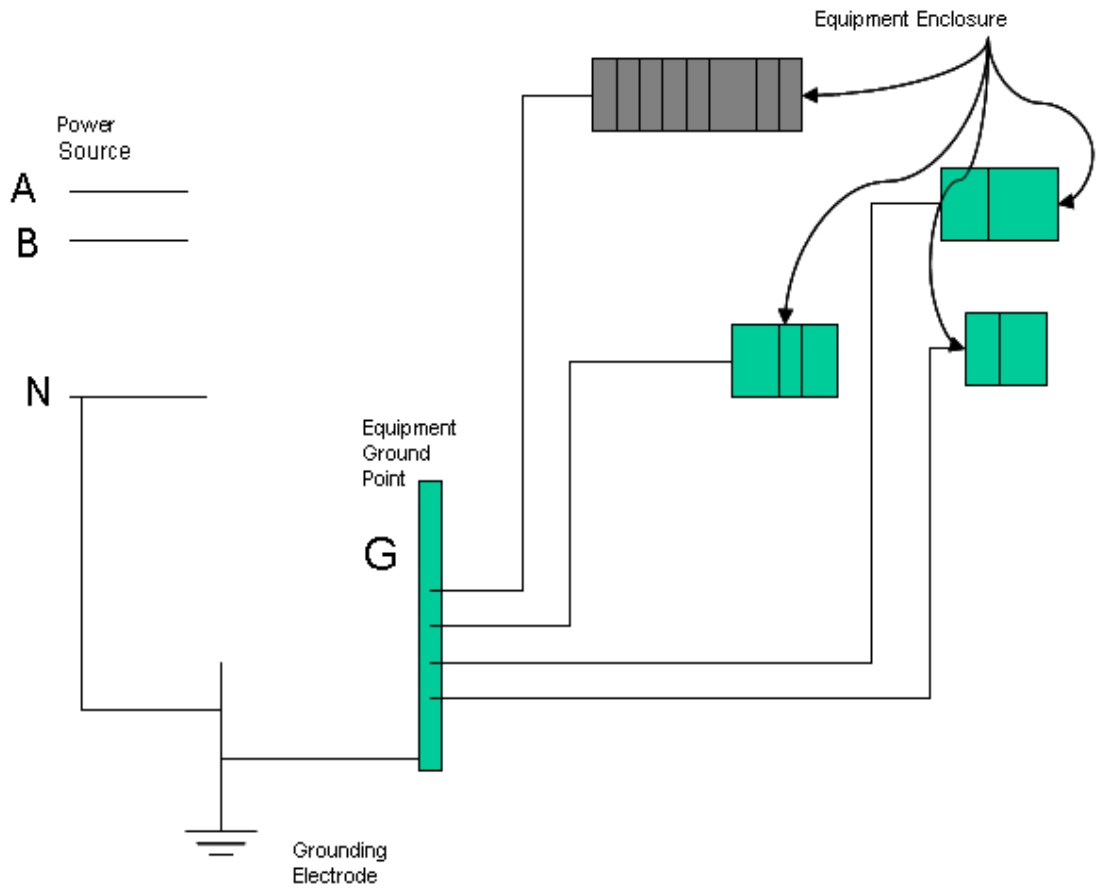 Equipment Enclosure
Power
Source
A
B
N
Equipment
Ground
Point
G
Grounding
Electrode